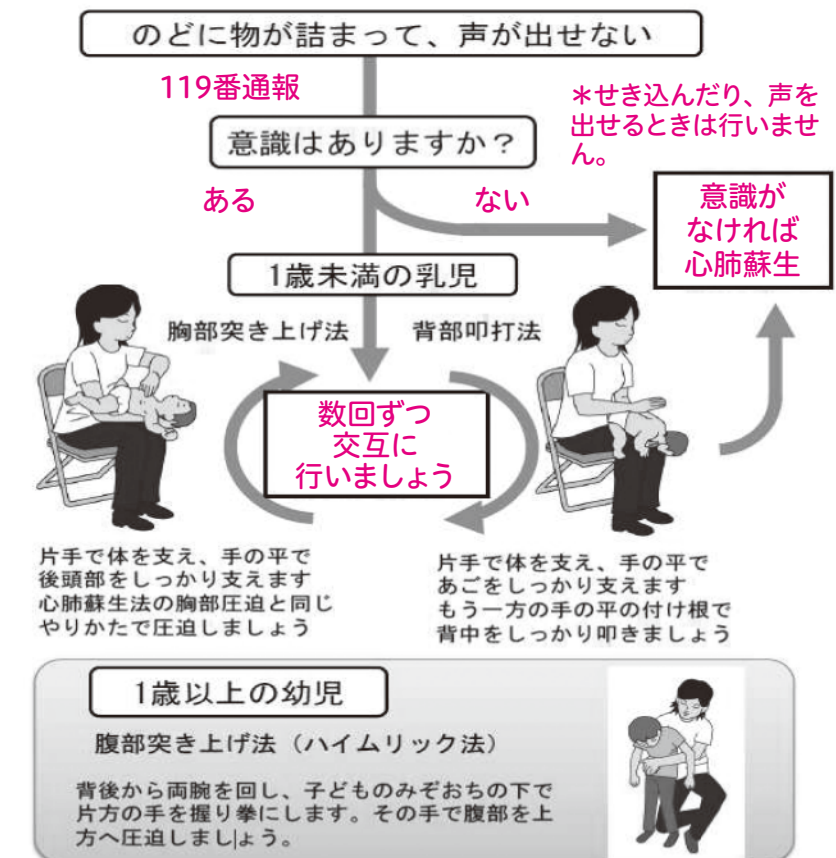 のどに物が詰まって、声が出せない
119番通報
＊せき込んだり、声を
出せるときは行いませ
ん。
意識はありますか？
ある
ない
意識が
なければ
心肺蘇生
1歳未満の乳児
胸部突き上げ法
背部叩打法
数回ずつ
交互に
行いましょう
片手で体を支え、手の平で
後頭部をしっかり支えます
心肺蘇生法の胸部圧迫と同じ
やりかたで圧迫しましょう
片手で体を支え、手の平で
あごをしっかり支えます
もう一方の手の平の付け根で
背中をしっかり叩きましょう
1歳以上の幼児
腹部突き上げ法（ハイムリック法）
背後から両腕を回し、子どものみぞおちの下で
片方の手を握り拳にします。その手で腹部を上
方へ圧迫しまし|ょう。